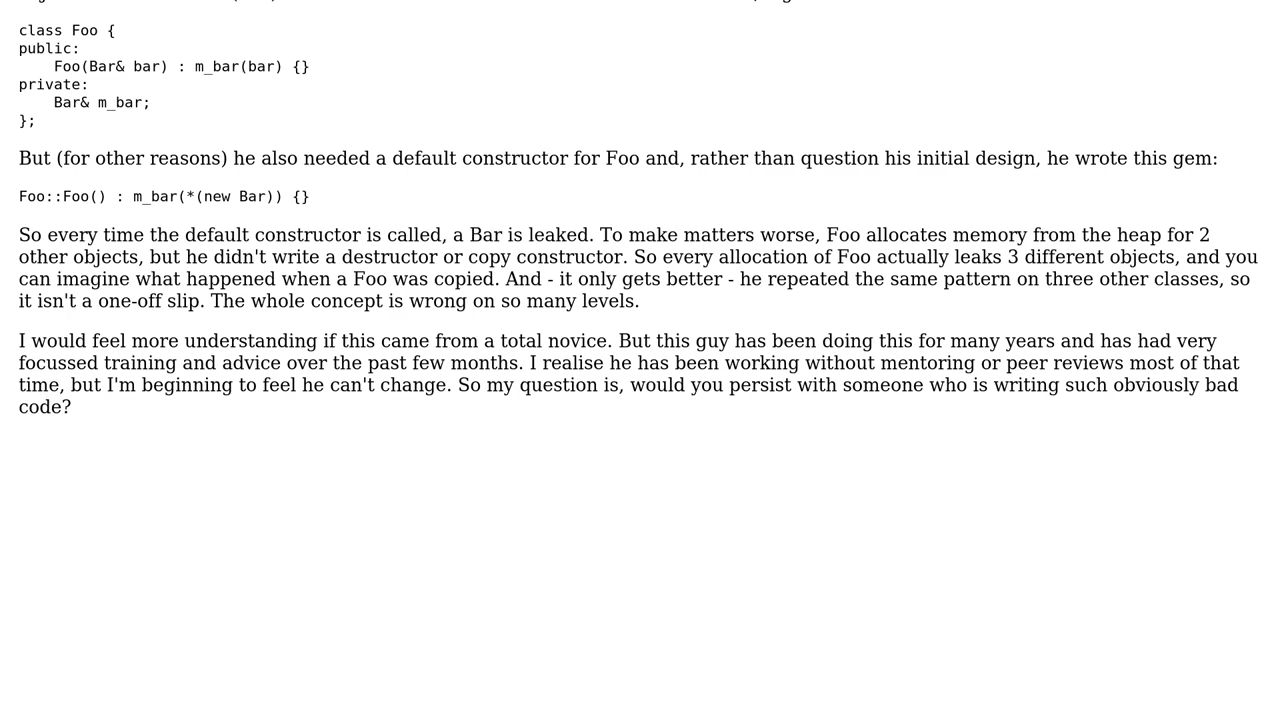 class Foo {
public:
    Foo(Bar& bar) : m_bar(bar) {}
private:
    Bar& m_bar;
};
But (for other reasons) he also needed a default constructor for Foo and, rather than question his initial design, he wrote this gem:
Foo::Foo() : m_bar(*(new Bar)) {}
So every time the default constructor is called, a Bar is leaked. To make matters worse, Foo allocates memory from the heap for 2
other objects, but he didn't write a destructor or copy constructor. So every allocation of Foo actually leaks 3 different objects, and you
can imagine what happened when a Foo was copied. And - it only gets better - he repeated the same pattern on three other classes, so
it isn't a one-off slip. The whole concept is wrong on so many levels.
I would feel more understanding if this came from a total novice. But this guy has been doing this for many years and has had very
focussed training and advice over the past few months. I realise he has been working without mentoring or peer reviews most of that
time, but I'm beginning to feel he can't change. So my question is, would you persist with someone who is writing such obviously bad
code?